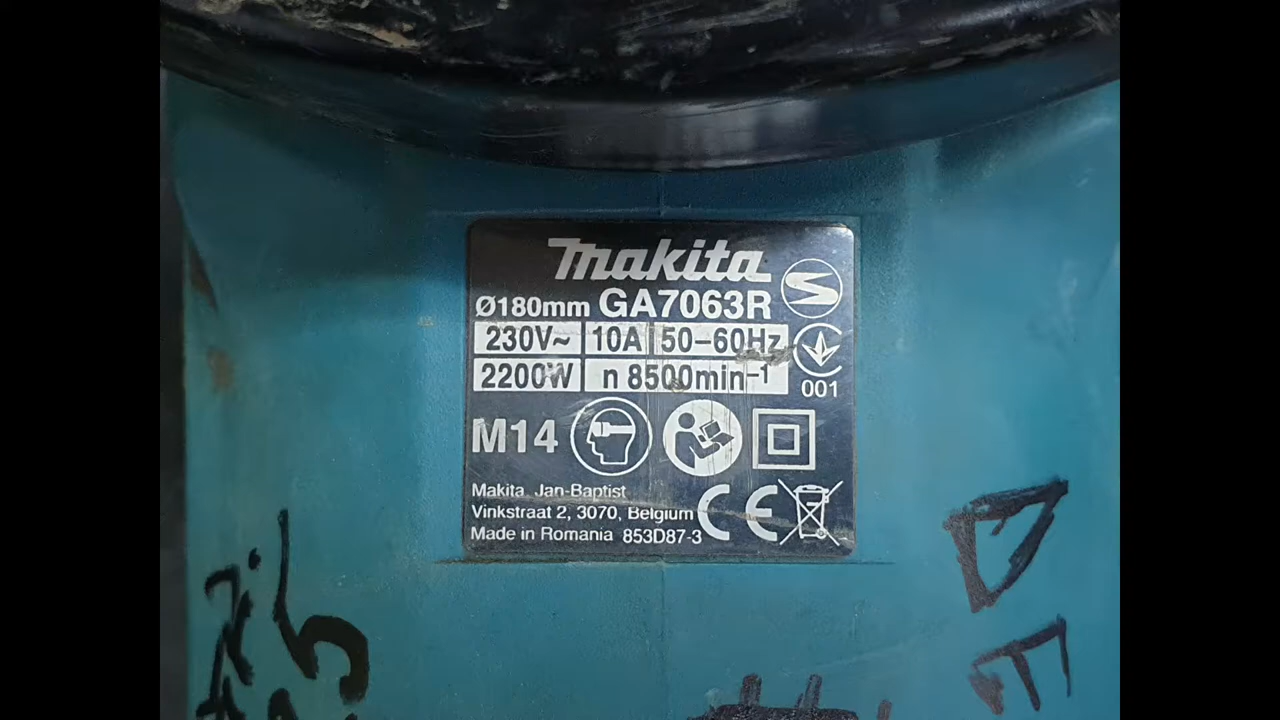 makita
Ø180mm GA7063R
230V~ 10A 50-60Hz
2200W n 8500min⁻¹
001
M14
Makita Jan-Baptist
Vinkstraat 2, 3070, Belgium
Made in Romania 853D87-3
CE